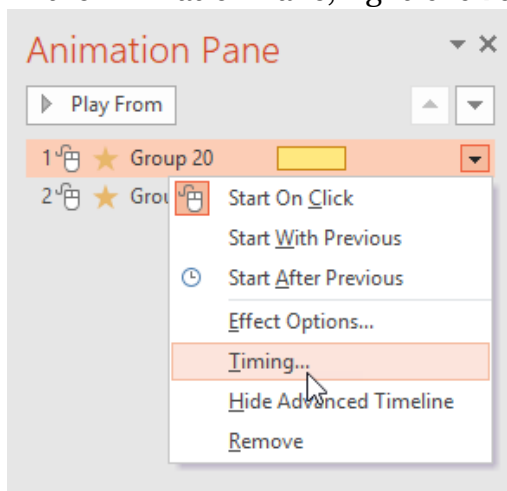 Animation Pane
Play From
1 Group 20
2 Grou
Start On Click
Start With Previous
Start After Previous
Effect Options...
Timing...
Hide Advanced Timeline
Remove